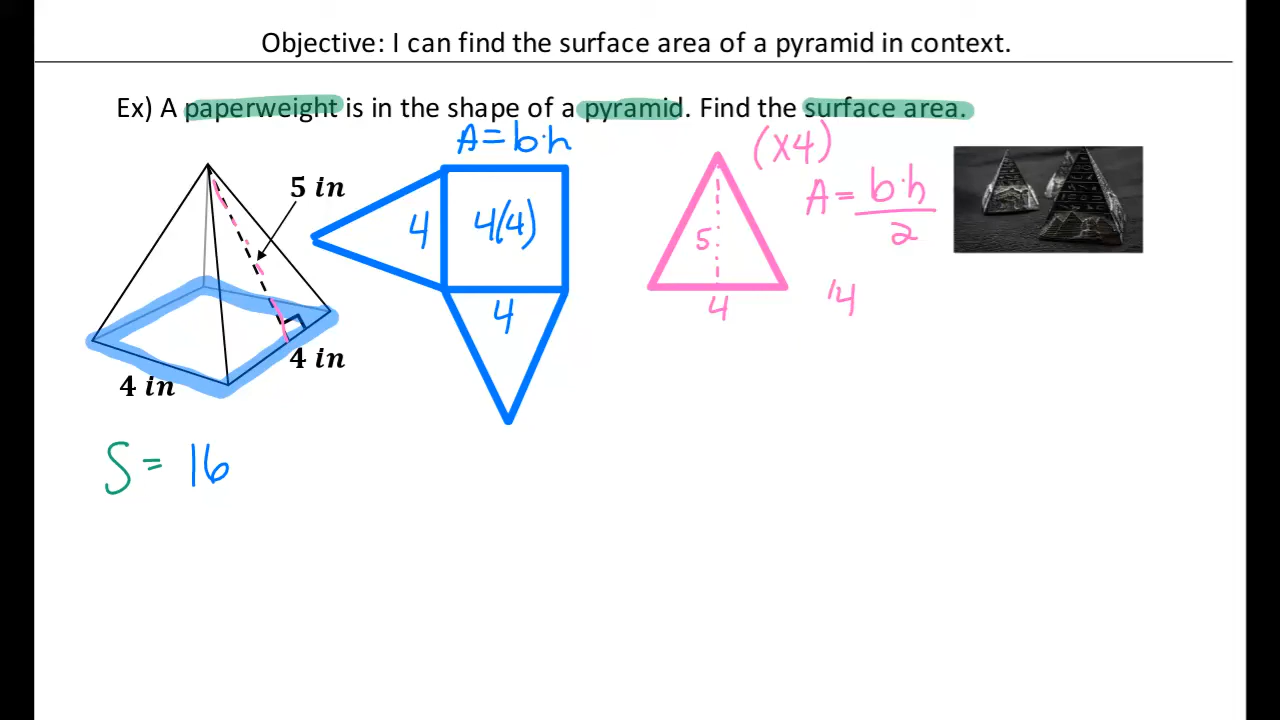 Objective: I can find the surface area of a pyramid in context.
Ex) A paperweight is in the shape of a pyramid. Find the surface area.
A = b·h
(×4)
5 in
A = b·h / 2
4
4(4)
5
4
4
4
4 in
4 in
S = 16